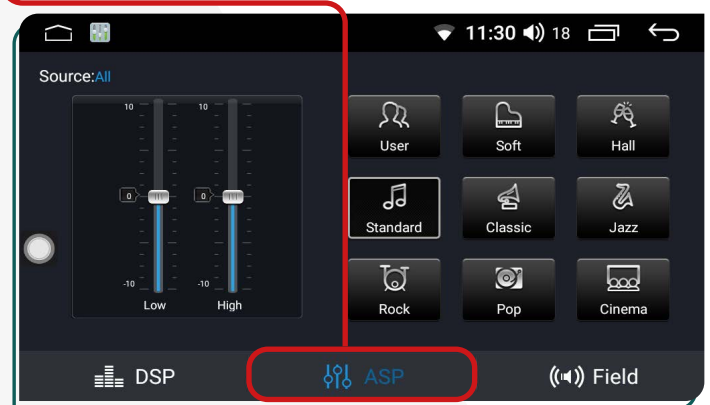 11:30 18
Source:All
10 10
0 0
-10 -10
Low High
User Soft Hall
Standard Classic Jazz
Rock Pop Cinema
DSP ASP Field